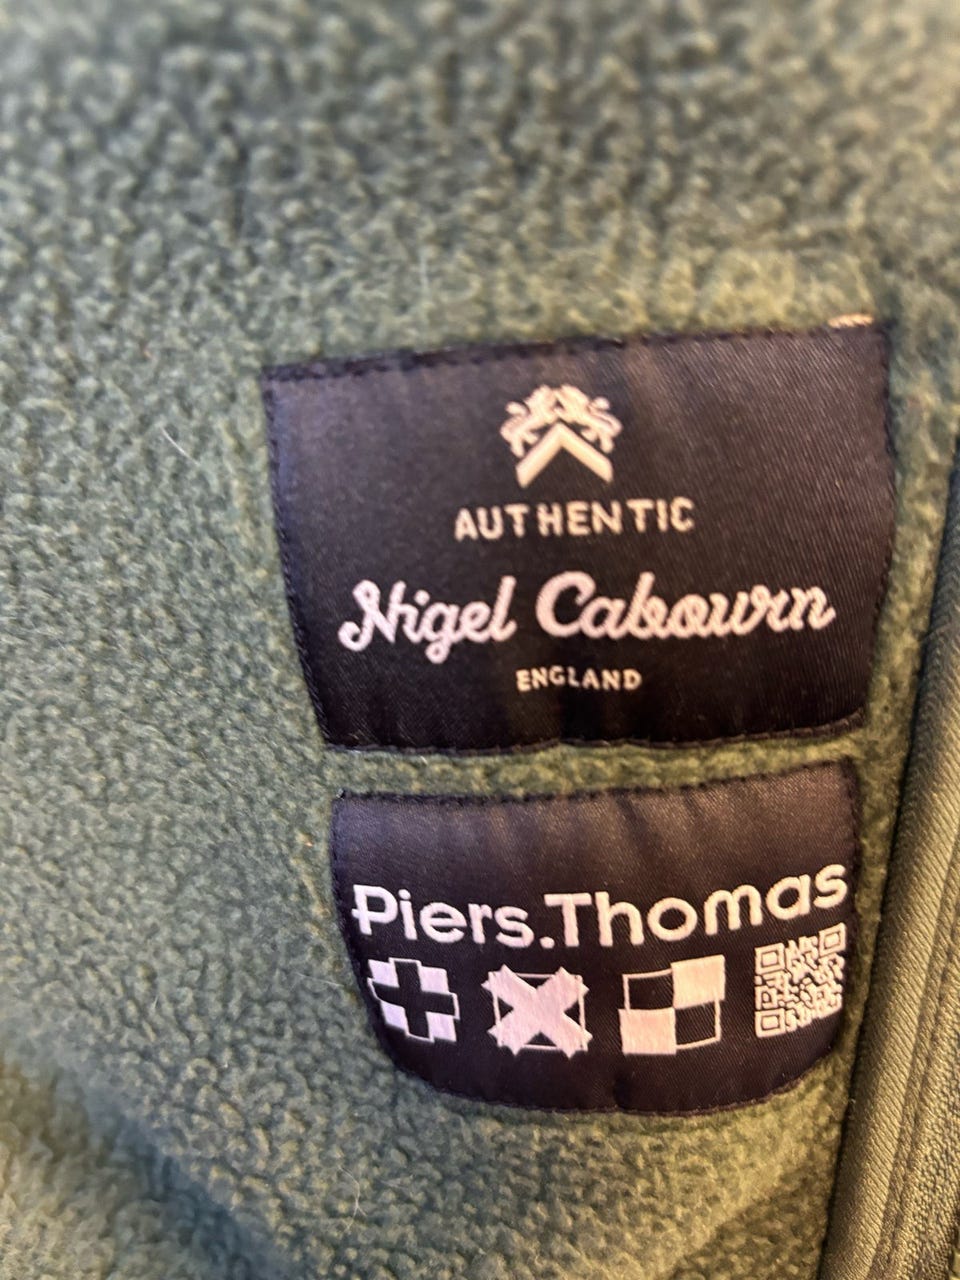 AUTHENTIC
Nigel Cabourn
ENGLAND
Piers.Thomas